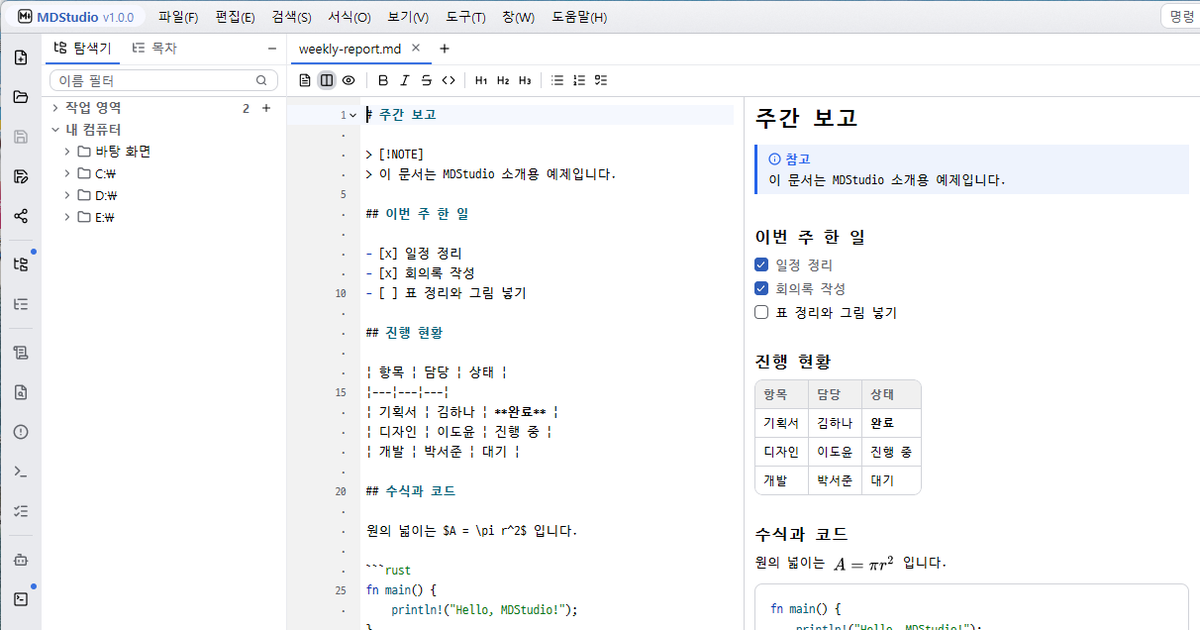 MDStudio v1.0.0 파일(F) 편집(E) 검색(S) 서식(O) 보기(V) 도구(T) 창(W) 도움말(H) 명령
탐색기 목차
이름 필터
작업 영역 2 +
내 컴퓨터
바탕 화면
C:₩
D:₩
E:₩
weekly-report.md × +
B I S <> H1 H2 H3
1 # 주간 보고
> [!NOTE]
> 이 문서는 MDStudio 소개용 예제입니다.
5
## 이번 주 한 일
- [x] 일정 정리
- [x] 회의록 작성
10 - [ ] 표 정리와 그림 넣기
## 진행 현황
| 항목 | 담당 | 상태 |
15 |---|---|---|
| 기획서 | 김하나 | **완료** |
| 디자인 | 이도윤 | 진행 중 |
| 개발 | 박서준 | 대기 |
20 ## 수식과 코드
원의 넓이는 $A = \pi r^2$ 입니다.
```rust
25 fn main() {
println!("Hello, MDStudio!");
}
주간 보고
참고
이 문서는 MDStudio 소개용 예제입니다.
이번 주 한 일
일정 정리
회의록 작성
표 정리와 그림 넣기
진행 현황
항목 담당 상태
기획서 김하나 완료
디자인 이도윤 진행 중
개발 박서준 대기
수식과 코드
원의 넓이는 A = πr² 입니다.
fn main() {
println!("Hello, MDStudio!");